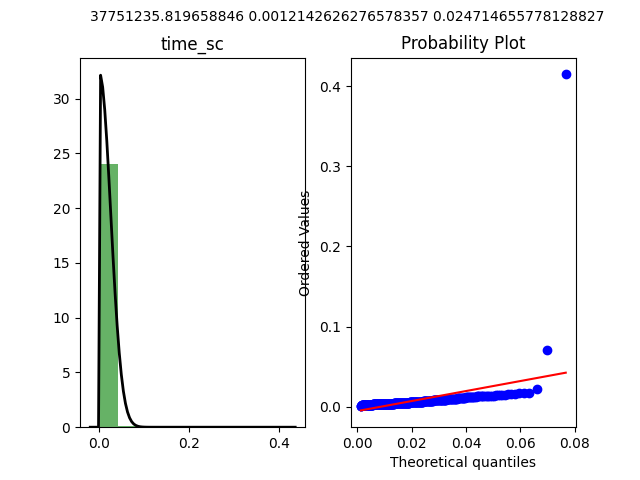 37751235.819658846 0.0012142626276578357 0.024714655778128827
time_sc
Probability Plot
30
25
20
15
10
5
0
0.0 0.2 0.4
Ordered Values
0.4
0.3
0.2
0.1
0.0
0.00 0.02 0.04 0.06 0.08
Theoretical quantiles